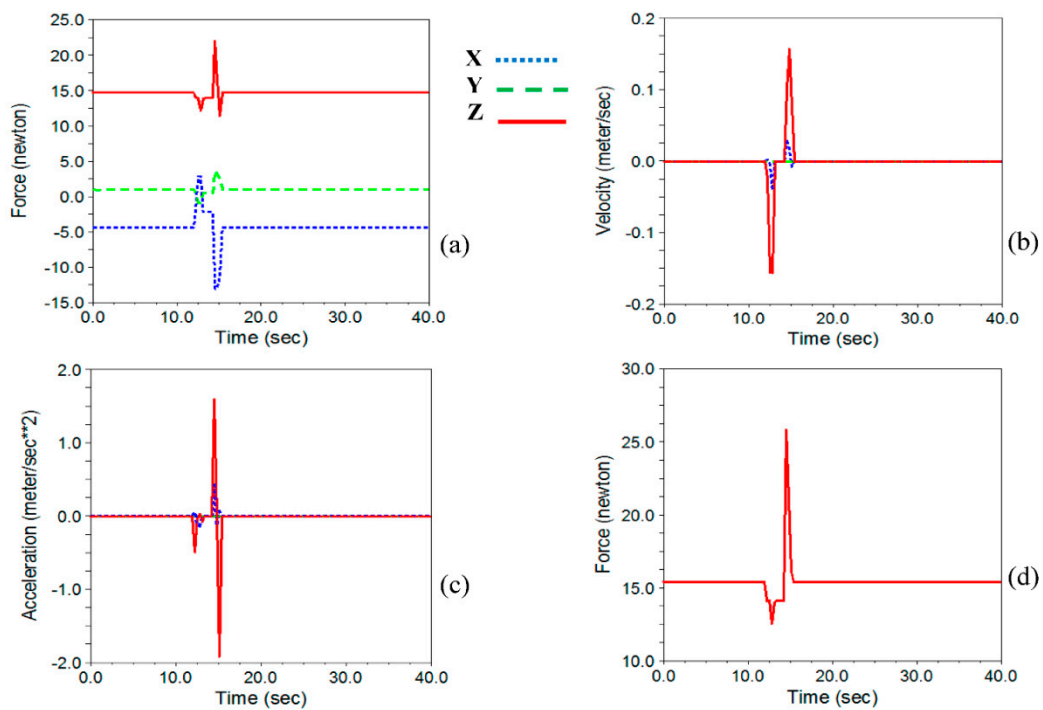 25.0
20.0
15.0
10.0
5.0
0.0
-5.0
-10.0
-15.0
Force (newton)
0.0 10.0 20.0 30.0 40.0
Time (sec)
(a)
X
Y
Z
0.2
0.1
0.0
-0.1
-0.2
Velocity (meter/sec)
0.0 10.0 20.0 30.0 40.0
Time (sec)
(b)
2.0
1.0
0.0
-1.0
-2.0
Acceleration (meter/sec**2)
0.0 10.0 20.0 30.0 40.0
Time (sec)
(c)
30.0
25.0
20.0
15.0
10.0
Force (newton)
0.0 10.0 20.0 30.0 40.0
Time (sec)
(d)